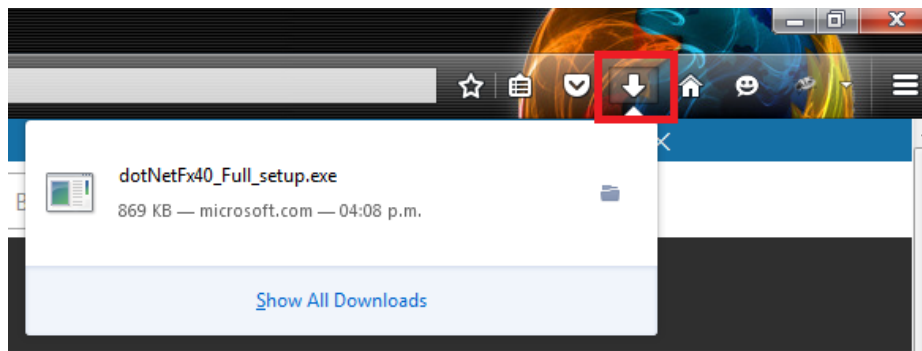 dotNetFx40_Full_setup.exe
B
869 KB — microsoft.com — 04:08 p.m.
Show All Downloads